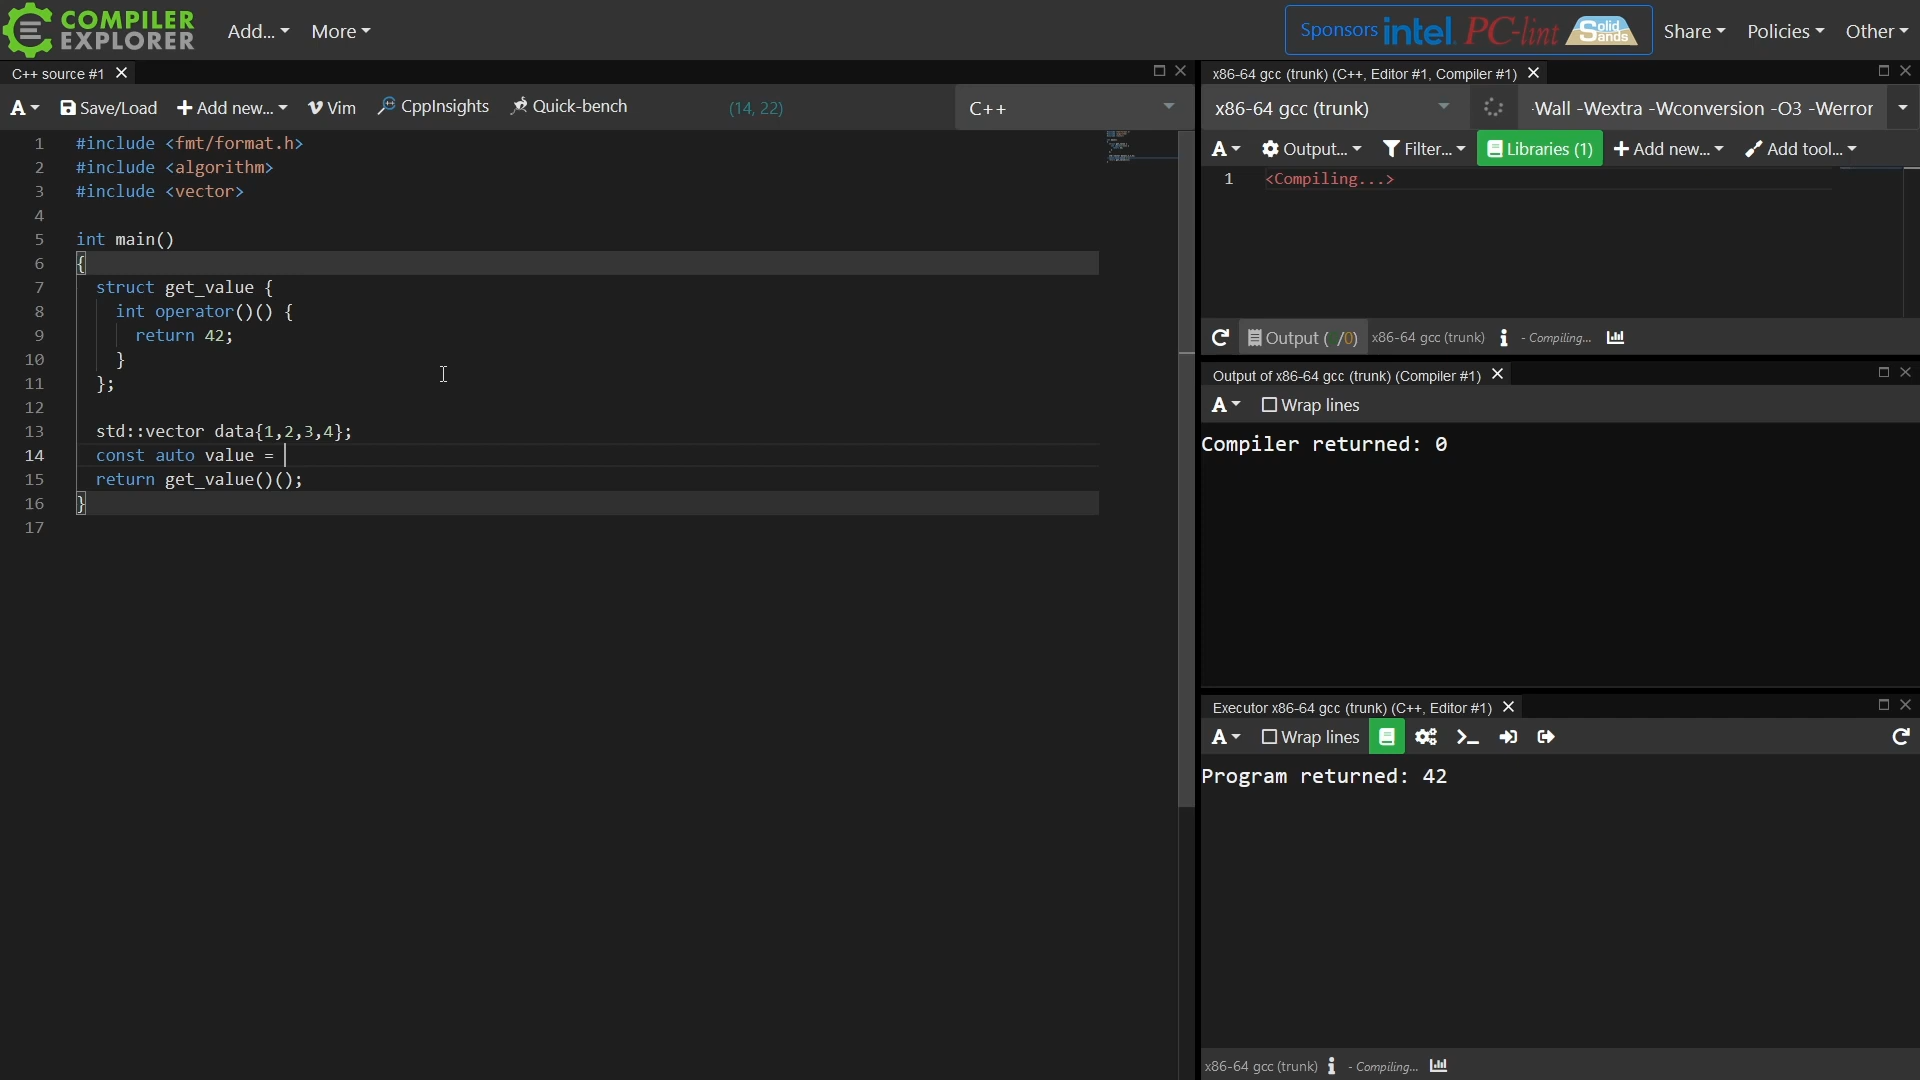 COMPILER
EXPLORER
Add...
More
Sponsors intel. PC-lint Solid Sands
Share
Policies
Other
C++ source #1
A
Save/Load
Add new...
Vim
CppInsights
Quick-bench
(14, 22)
C++
1 #include <fmt/format.h>
2 #include <algorithm>
3 #include <vector>
4
5 int main()
6 {
7 struct get_value {
8 int operator()() {
9 return 42;
10 }
11 };
12
13 std::vector data{1,2,3,4};
14 const auto value =
15 return get_value()();
16 }
17
x86-64 gcc (trunk) (C++, Editor #1, Compiler #1)
x86-64 gcc (trunk)
-Wall -Wextra -Wconversion -O3 -Werror
A
Output...
Filter...
Libraries (1)
Add new...
Add tool...
1 <Compiling...>
Output ( /0)
x86-64 gcc (trunk)
i
- Compiling...
Output of x86-64 gcc (trunk) (Compiler #1)
A
Wrap lines
Compiler returned: 0
Executor x86-64 gcc (trunk) (C++, Editor #1)
A
Wrap lines
Program returned: 42
x86-64 gcc (trunk)
i
- Compiling...